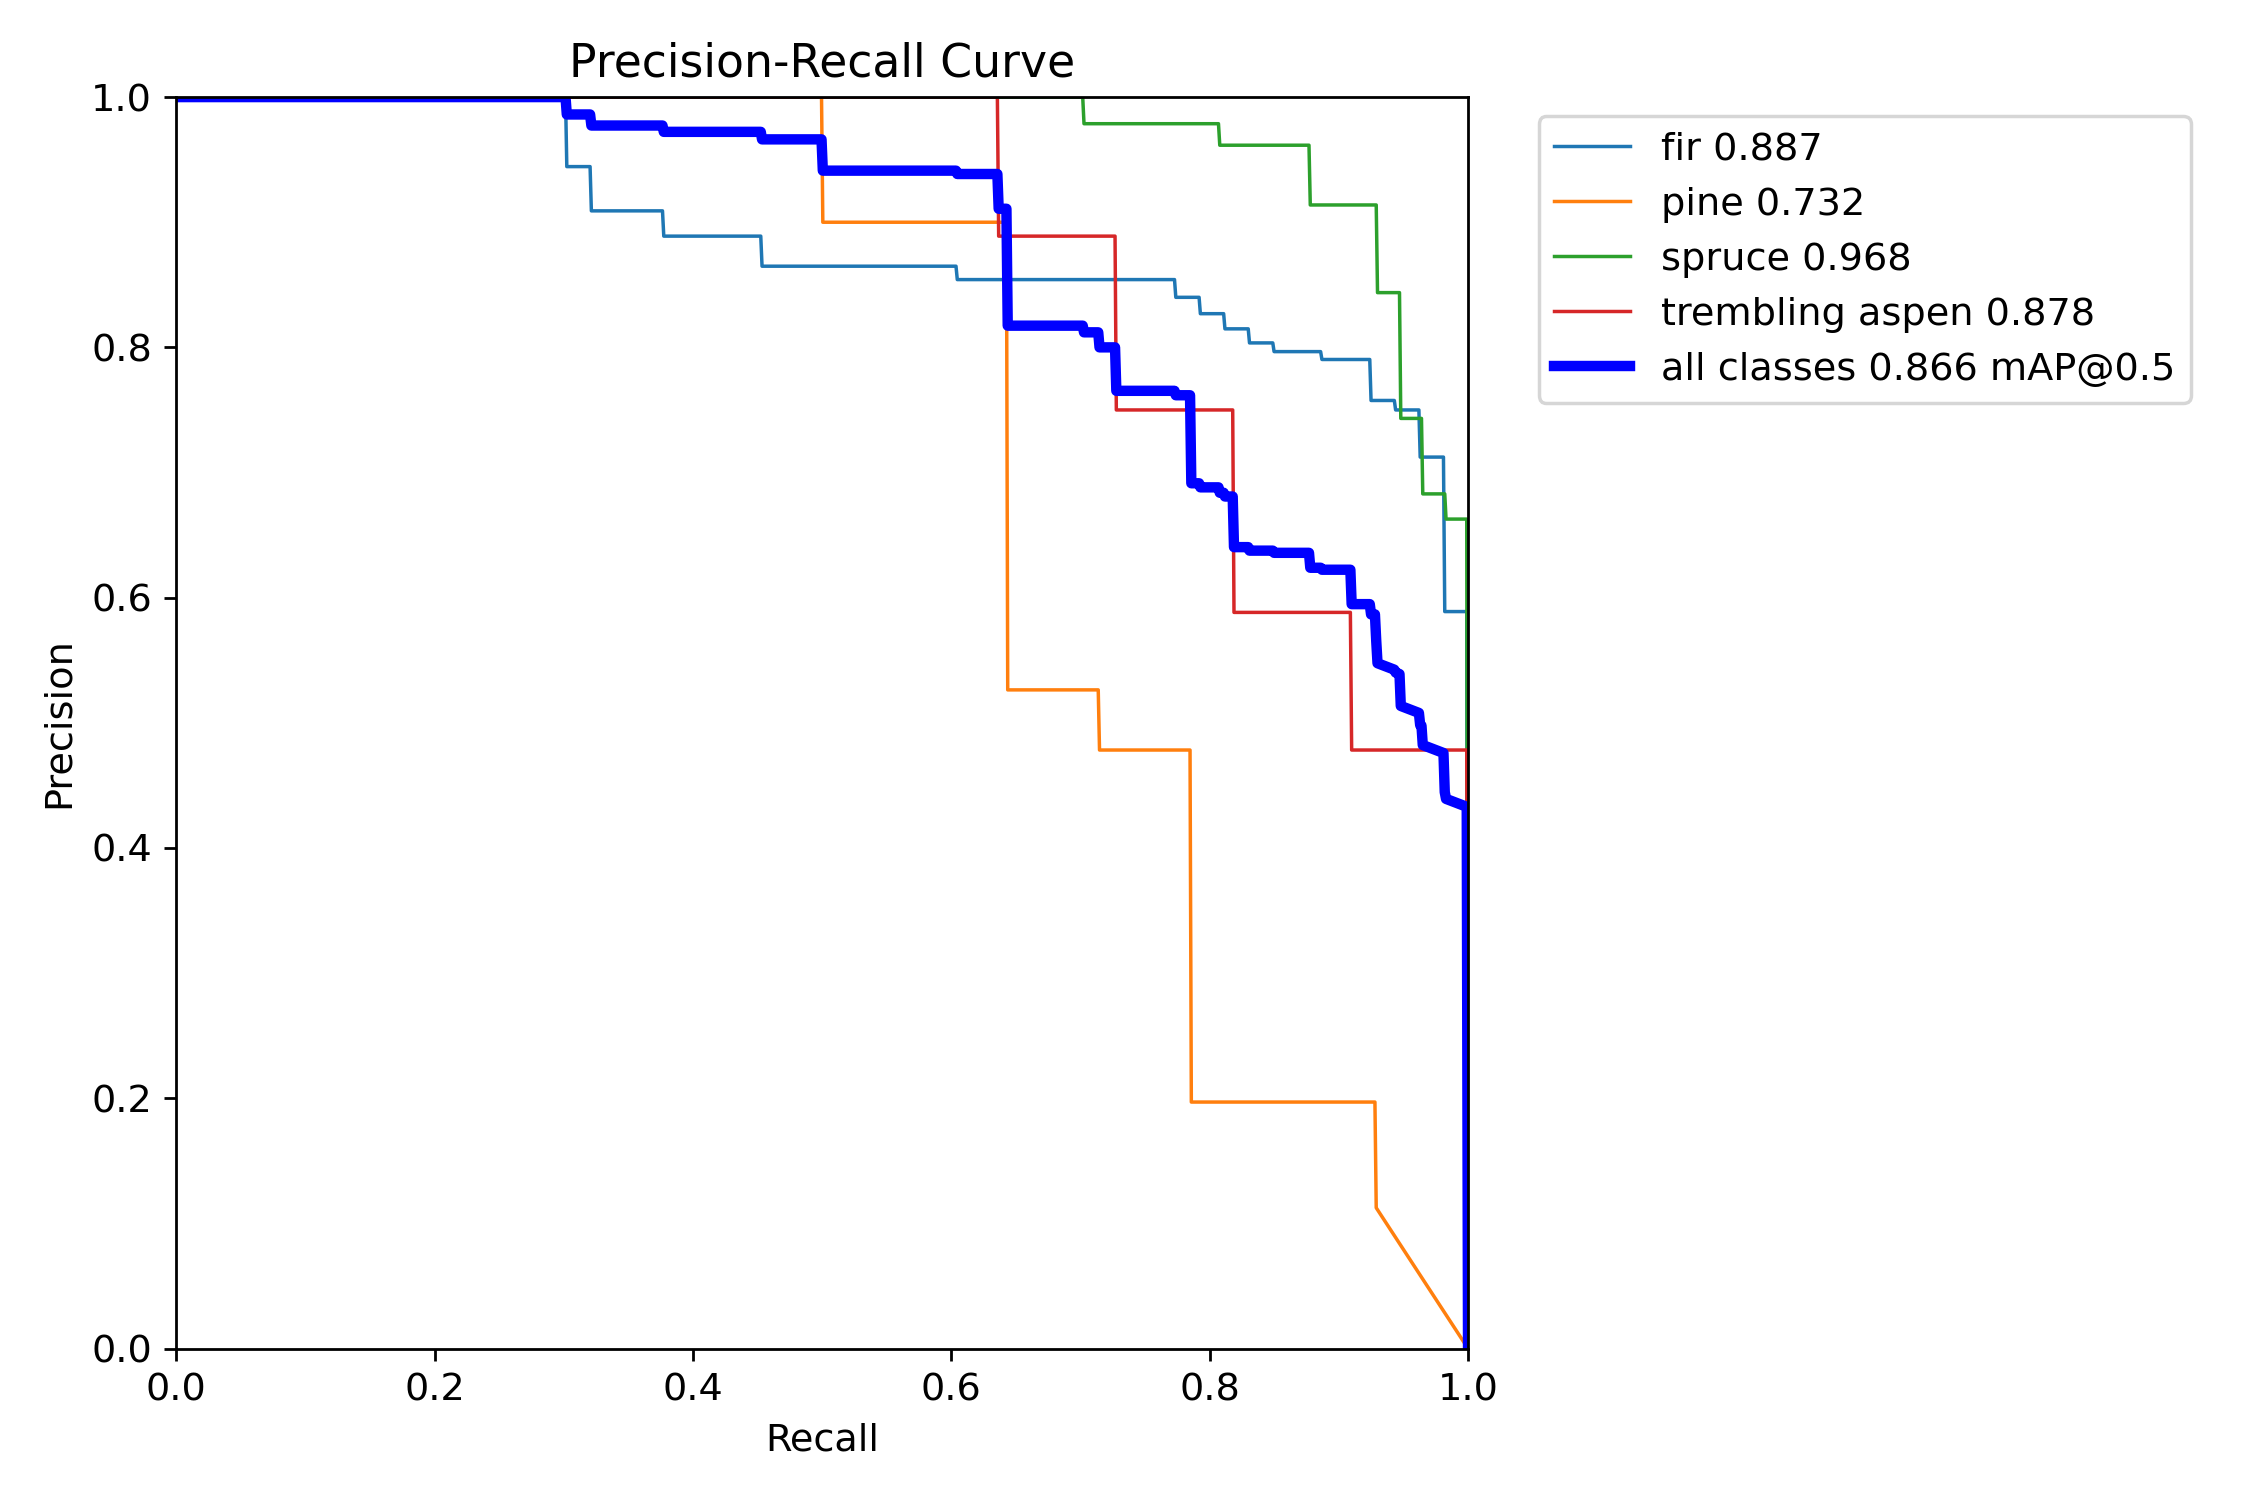 Precision-Recall Curve
1.0
0.8
0.6
0.4
0.2
0.0
Precision
0.0 0.2 0.4 0.6 0.8 1.0
Recall
fir 0.887
pine 0.732
spruce 0.968
trembling aspen 0.878
all classes 0.866 mAP@0.5